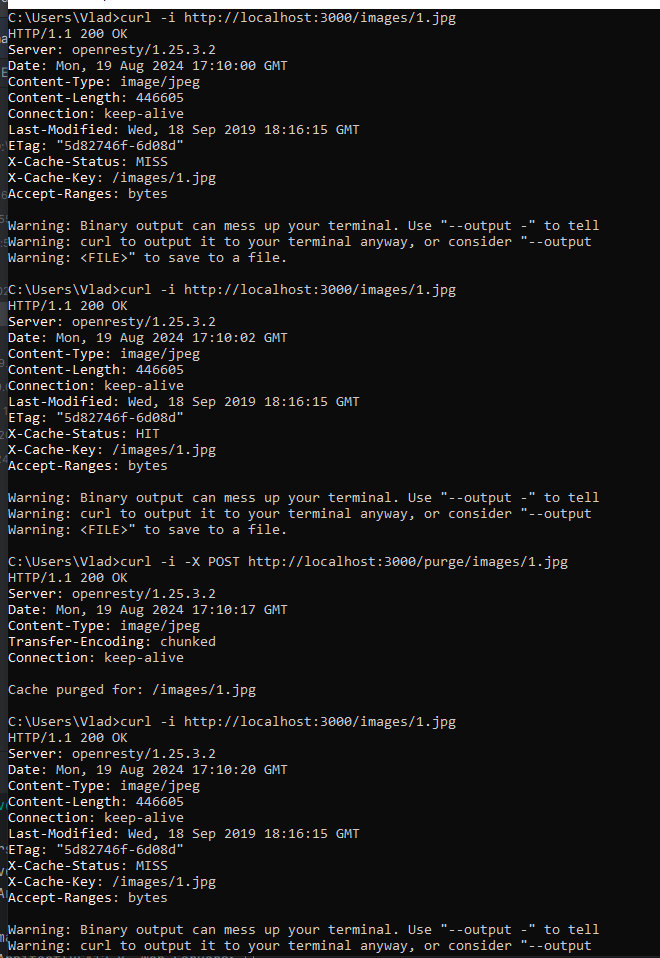 C:\Users\Vlad>curl -i http://localhost:3000/images/1.jpg
HTTP/1.1 200 OK
Server: openresty/1.25.3.2
Date: Mon, 19 Aug 2024 17:10:00 GMT
Content-Type: image/jpeg
Content-Length: 446605
Connection: keep-alive
Last-Modified: Wed, 18 Sep 2019 18:16:15 GMT
ETag: "5d82746f-6d08d"
X-Cache-Status: MISS
X-Cache-Key: /images/1.jpg
Accept-Ranges: bytes
Warning: Binary output can mess up your terminal. Use "--output -" to tell
Warning: curl to output it to your terminal anyway, or consider "--output
Warning: <FILE>" to save to a file.
C:\Users\Vlad>curl -i http://localhost:3000/images/1.jpg
HTTP/1.1 200 OK
Server: openresty/1.25.3.2
Date: Mon, 19 Aug 2024 17:10:02 GMT
Content-Type: image/jpeg
Content-Length: 446605
Connection: keep-alive
Last-Modified: Wed, 18 Sep 2019 18:16:15 GMT
ETag: "5d82746f-6d08d"
X-Cache-Status: HIT
X-Cache-Key: /images/1.jpg
Accept-Ranges: bytes
Warning: Binary output can mess up your terminal. Use "--output -" to tell
Warning: curl to output it to your terminal anyway, or consider "--output
Warning: <FILE>" to save to a file.
C:\Users\Vlad>curl -i -X POST http://localhost:3000/purge/images/1.jpg
HTTP/1.1 200 OK
Server: openresty/1.25.3.2
Date: Mon, 19 Aug 2024 17:10:17 GMT
Content-Type: image/jpeg
Transfer-Encoding: chunked
Connection: keep-alive
Cache purged for: /images/1.jpg
C:\Users\Vlad>curl -i http://localhost:3000/images/1.jpg
HTTP/1.1 200 OK
Server: openresty/1.25.3.2
Date: Mon, 19 Aug 2024 17:10:20 GMT
Content-Type: image/jpeg
Content-Length: 446605
Connection: keep-alive
Last-Modified: Wed, 18 Sep 2019 18:16:15 GMT
ETag: "5d82746f-6d08d"
X-Cache-Status: MISS
X-Cache-Key: /images/1.jpg
Accept-Ranges: bytes
Warning: Binary output can mess up your terminal. Use "--output -" to tell
Warning: curl to output it to your terminal anyway, or consider "--output